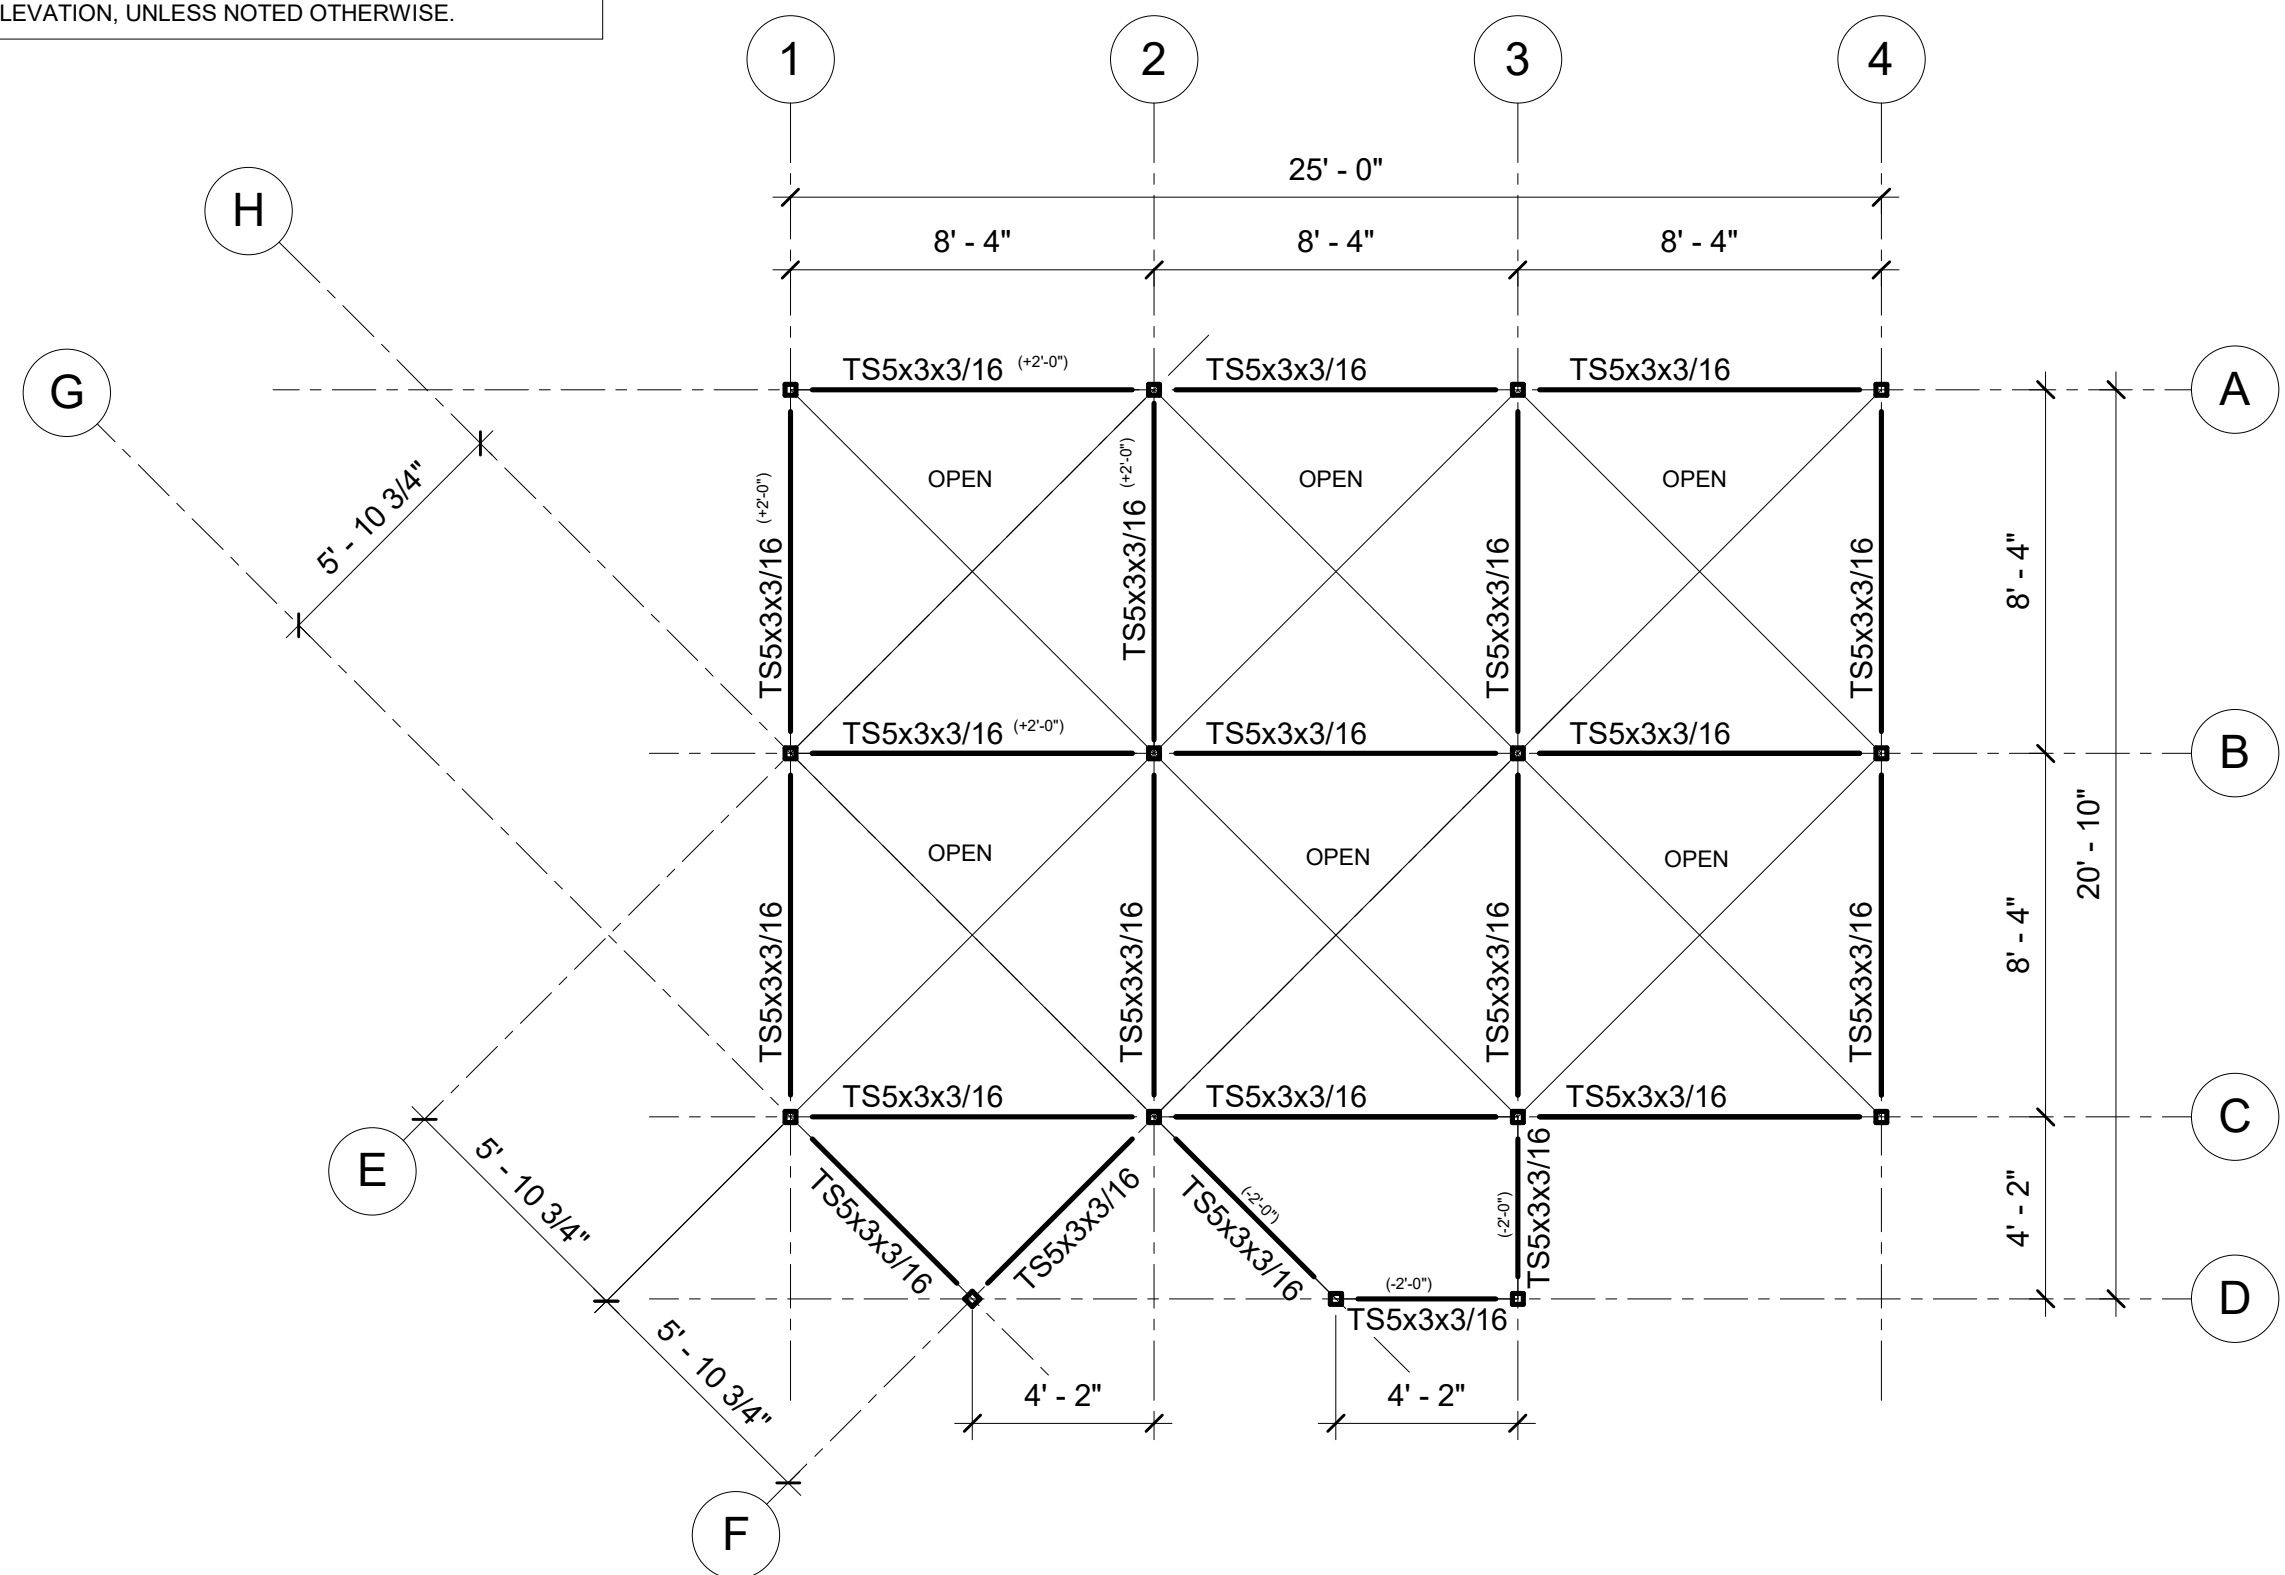 LEVATION, UNLESS NOTED OTHERWISE.
1
2
3
4
25' - 0"
H
8' - 4"
8' - 4"
8' - 4"
G
TS5x3x3/16 (+2'-0")
TS5x3x3/16
TS5x3x3/16
A
5' - 10 3/4"
OPEN
OPEN
OPEN
TS5x3x3/16 (+2'-0")
TS5x3x3/16 (+2'-0")
TS5x3x3/16
TS5x3x3/16
8' - 4"
TS5x3x3/16 (+2'-0")
TS5x3x3/16
TS5x3x3/16
B
20' - 10"
OPEN
OPEN
OPEN
TS5x3x3/16
TS5x3x3/16
TS5x3x3/16
TS5x3x3/16
8' - 4"
TS5x3x3/16
TS5x3x3/16
TS5x3x3/16
C
E
5' - 10 3/4"
TS5x3x3/16
TS5x3x3/16
TS5x3x3/16
(-2'-0")
(-2'-0")
TS5x3x3/16
4' - 2"
(-2'-0")
TS5x3x3/16
D
5' - 10 3/4"
4' - 2"
4' - 2"
F